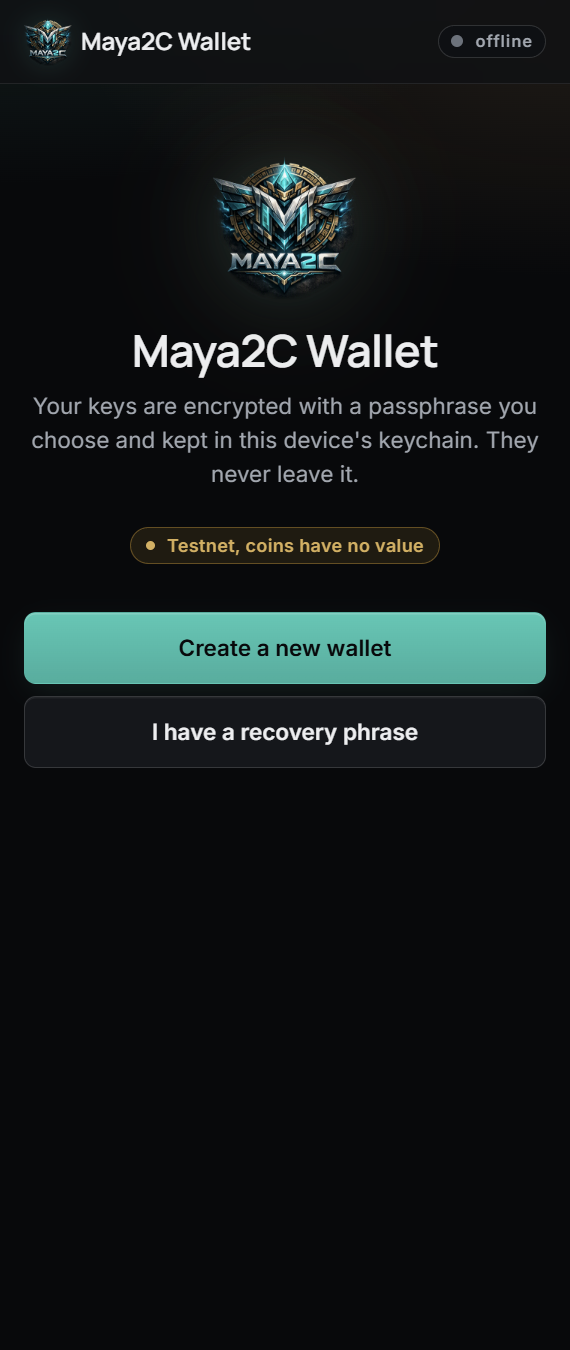 MAYA2C
Maya2C Wallet
offline
MAYA2C
Maya2C Wallet
Your keys are encrypted with a passphrase you
choose and kept in this device's keychain. They
never leave it.
Testnet, coins have no value
Create a new wallet
I have a recovery phrase